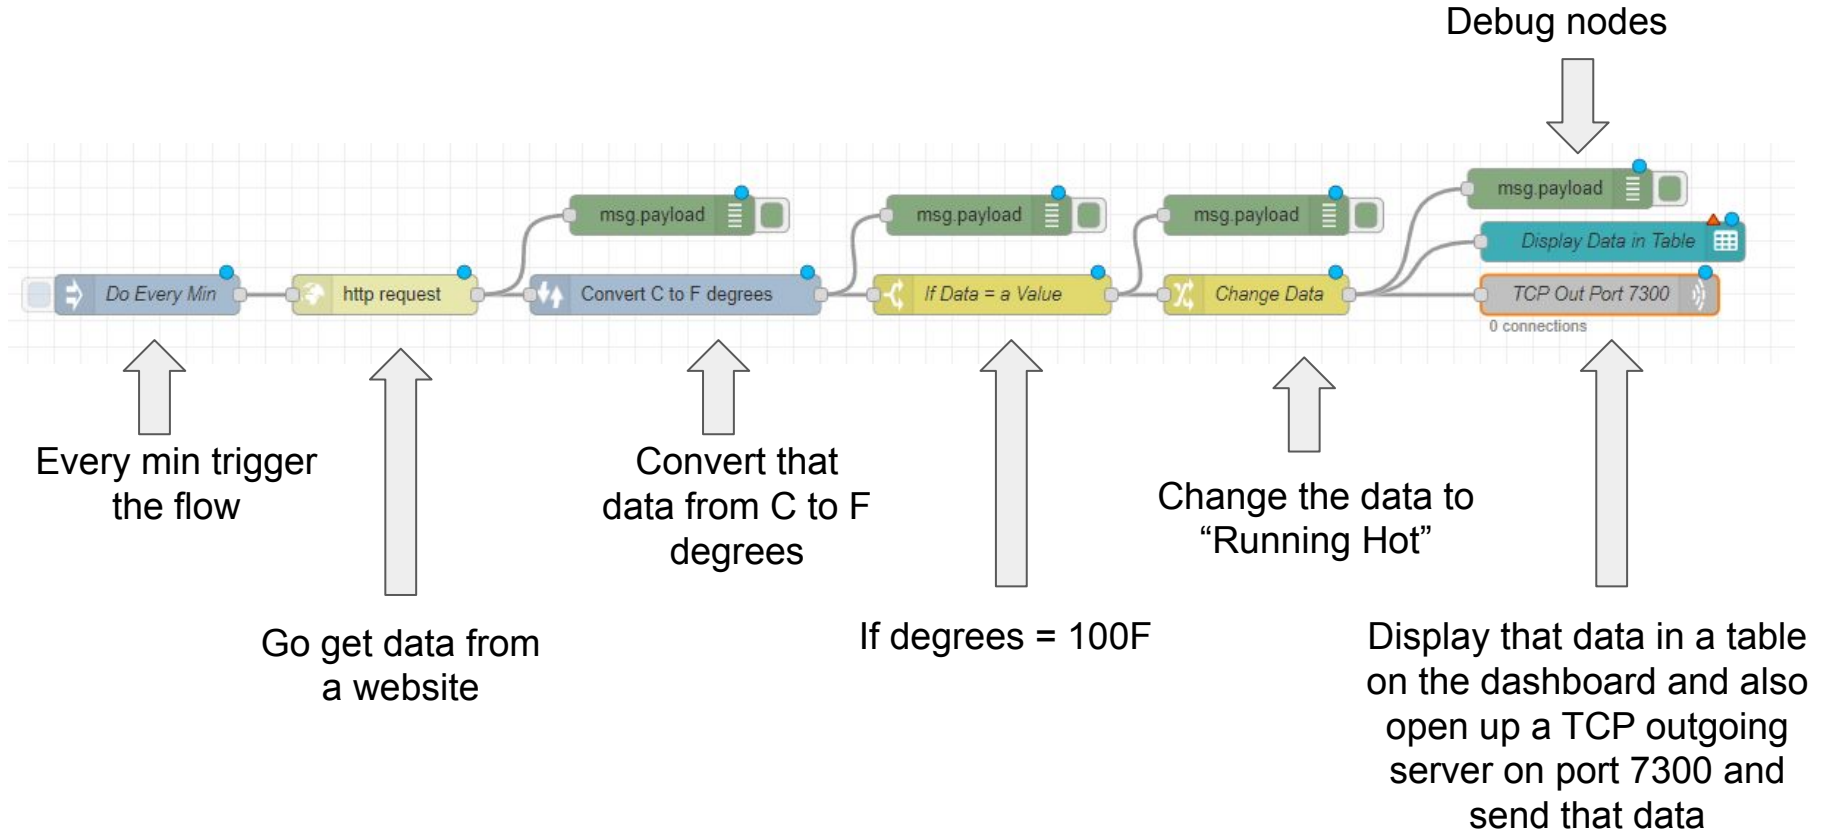 Debug nodes
msg.payload
msg.payload
msg.payload
msg.payload
Display Data in Table
Do Every Min
http request
Convert C to F degrees
If Data = a Value
Change Data
TCP Out Port 7300
0 connections
Every min trigger
the flow
Go get data from
a website
Convert that
data from C to F
degrees
If degrees = 100F
Change the data to
“Running Hot”
Display that data in a table
on the dashboard and also
open up a TCP outgoing
server on port 7300 and
send that data